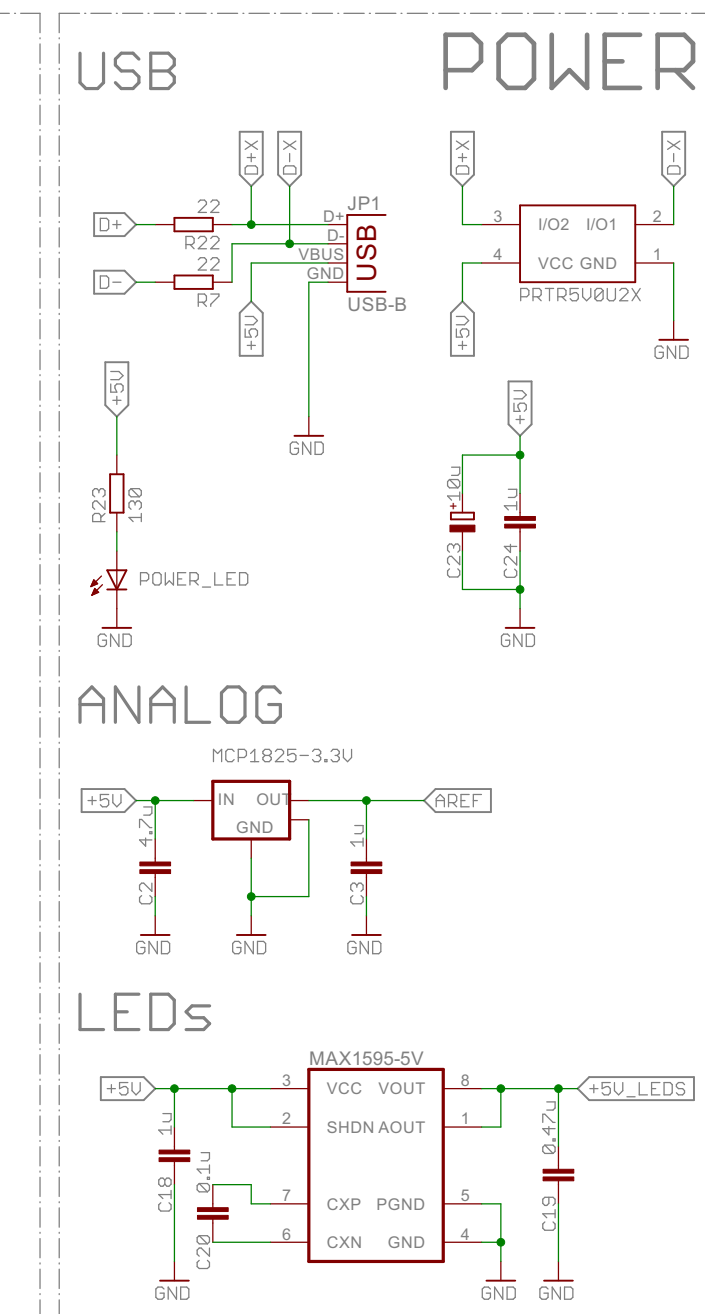 USB
POWER
D+X
D-X
D+X
D-X
JP1
22
D+
R22
D+
D-
VBUS
GND
USB
USB-B
22
D-
R7
+5V
3 I/O2 I/O1 2
4 VCC GND 1
PRTR5V0U2X
+5V
GND
GND
+5V
R23
130
POWER_LED
GND
+5V
+10u
C23
1u
C24
GND
ANALOG
MCP1825-3.3V
+5V
IN OUT
GND
AREF
4.7u
C2
1u
C3
GND
GND
GND
LEDs
MAX1595-5V
+5V
3 VCC VOUT 8
+5V_LEDS
2 SHDN AOUT 1
1u
C18
0.1u
C20
7 CXP PGND 5
6 CXN GND 4
0.47u
C19
GND
GND
GND